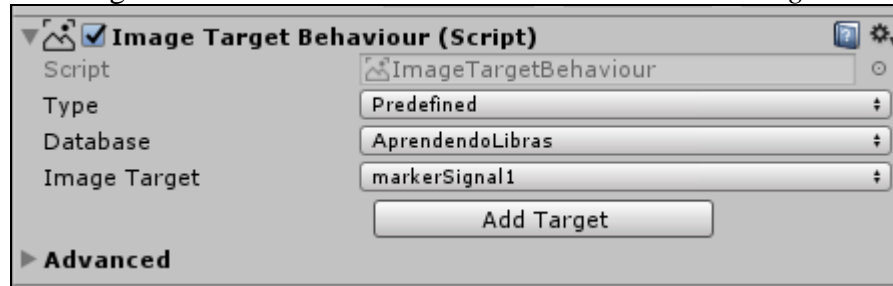 Image Target Behaviour (Script)
Script ImageTargetBehaviour
Type Predefined
Database AprendendoLibras
Image Target markerSignal1
Add Target
Advanced